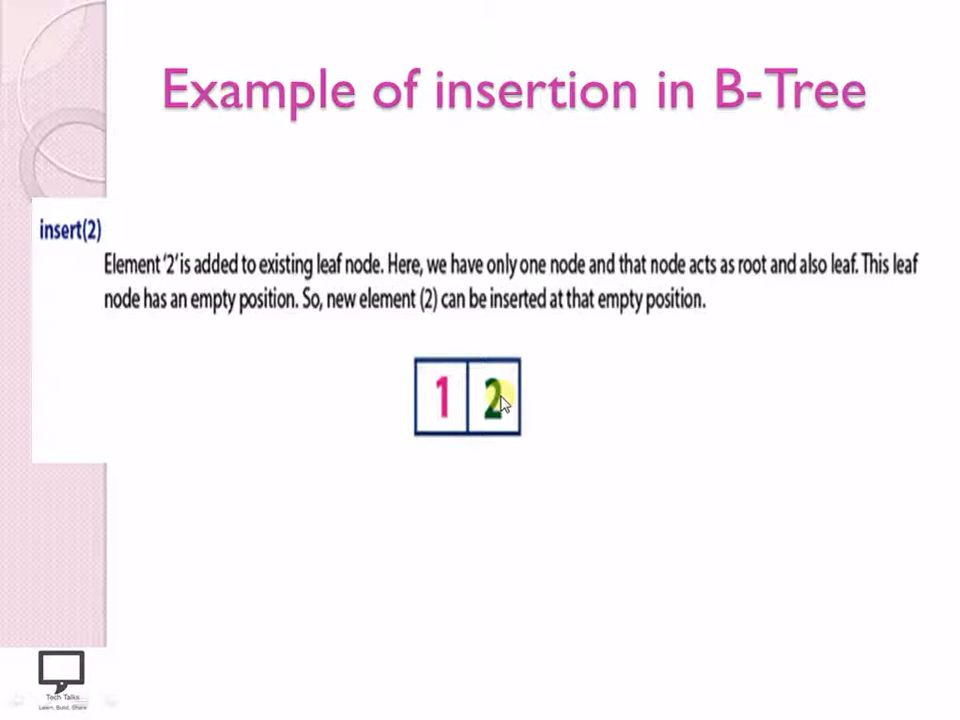 Example of insertion in B-Tree
insert(2)
Element '2' is added to existing leaf node. Here, we have only one node and that node acts as root and also leaf. This leaf
node has an empty position. So, new element (2) can be inserted at that empty position.
1 2
Tech Talks
Learn, Build, Share